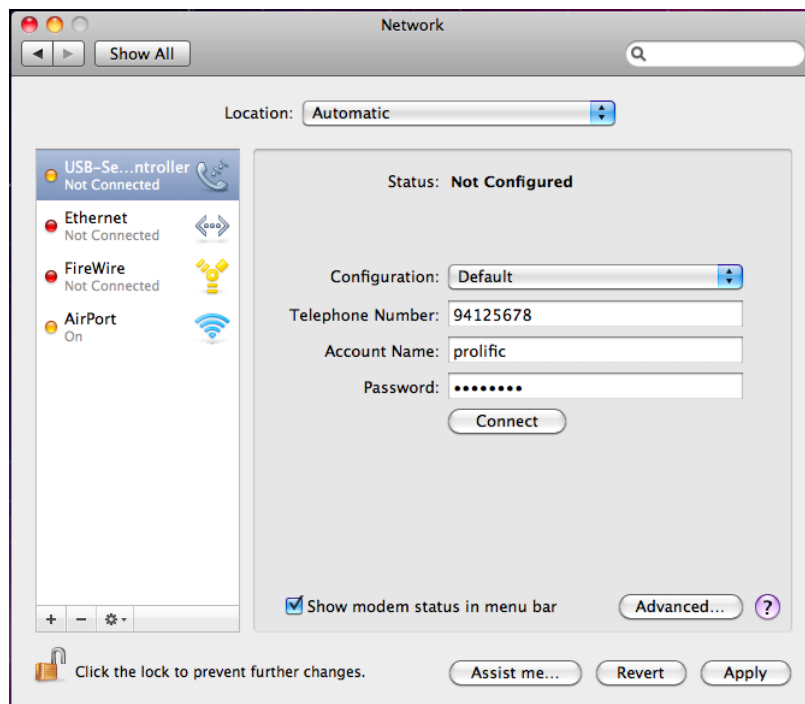 Network
Show All
Location: Automatic
USB-Se...ntroller
Not Connected
Ethernet
Not Connected
FireWire
Not Connected
AirPort
On
Status: Not Configured
Configuration: Default
Telephone Number: 94125678
Account Name: prolific
Password: ••••••••
Connect
Show modem status in menu bar
Advanced...
?
Click the lock to prevent further changes.
Assist me...
Revert
Apply